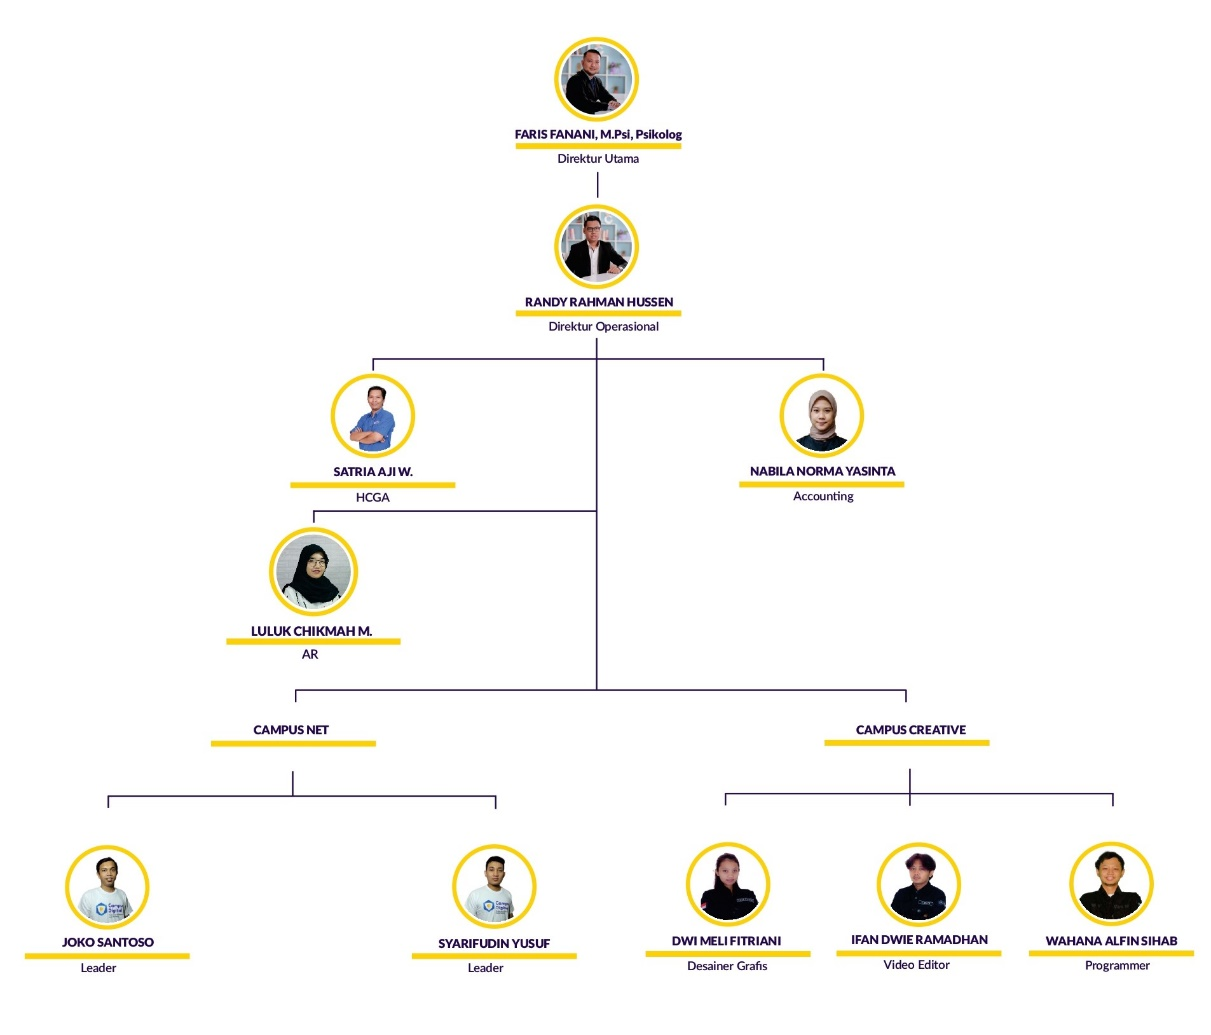 FARIS FANANI, M.Psi, Psikolog
Direktur Utama
RANDY RAHMAN HUSSEN
Direktur Operasional
SATRIA AJI W.
HCGA
NABILA NORMA YASINTA
Accounting
LULUK CHIKMAH M.
AR
CAMPUS NET
CAMPUS CREATIVE
JOKO SANTOSO
Leader
SYARIFUDIN YUSUF
Leader
DWI MELI FITRIANI
Desainer Grafis
IFAN DWIE RAMADHAN
Video Editor
WAHANA ALFIN SIHAB
Programmer